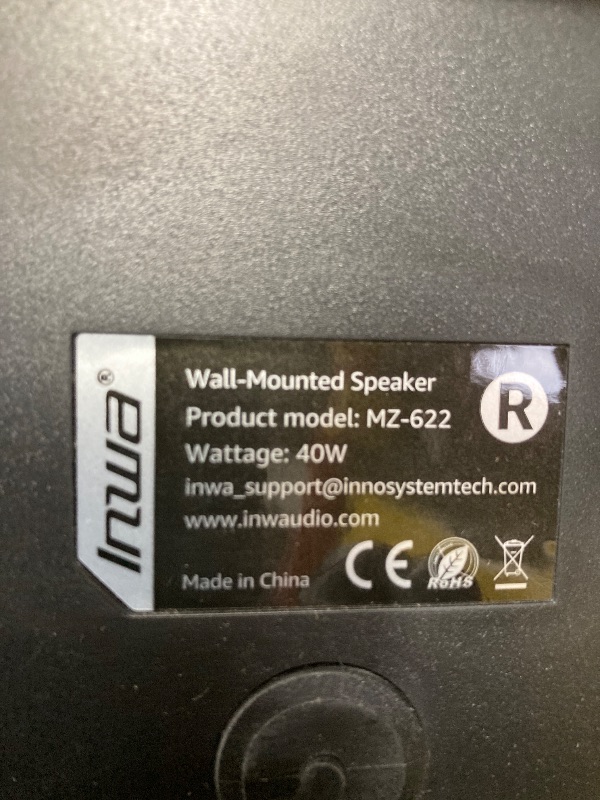 Inwa®
Wall-Mounted Speaker
R
Product model: MZ-622
Wattage: 40W
inwa_support@innosystemtech.com
www.inwaudio.com
Made in China
CE
RoHS